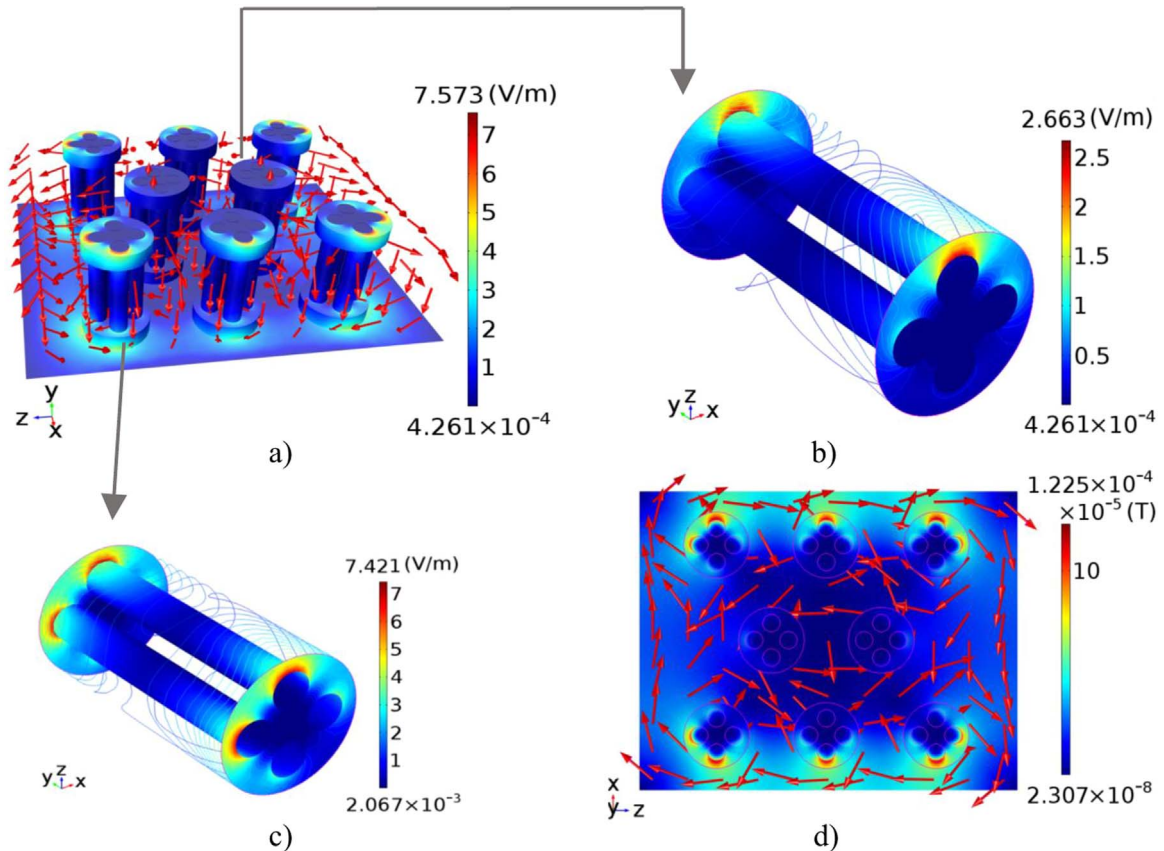 7.573 (V/m)
7
6
5
4
3
2
1
4.261×10⁻⁴
y
z
x
a)
2.663 (V/m)
2.5
2
1.5
1
0.5
4.261×10⁻⁴
z
y x
b)
7.421 (V/m)
7
6
5
4
3
2
1
2.067×10⁻³
z
y x
c)
1.225×10⁻⁴
×10⁻⁵ (T)
10
2.307×10⁻⁸
x
y z
d)